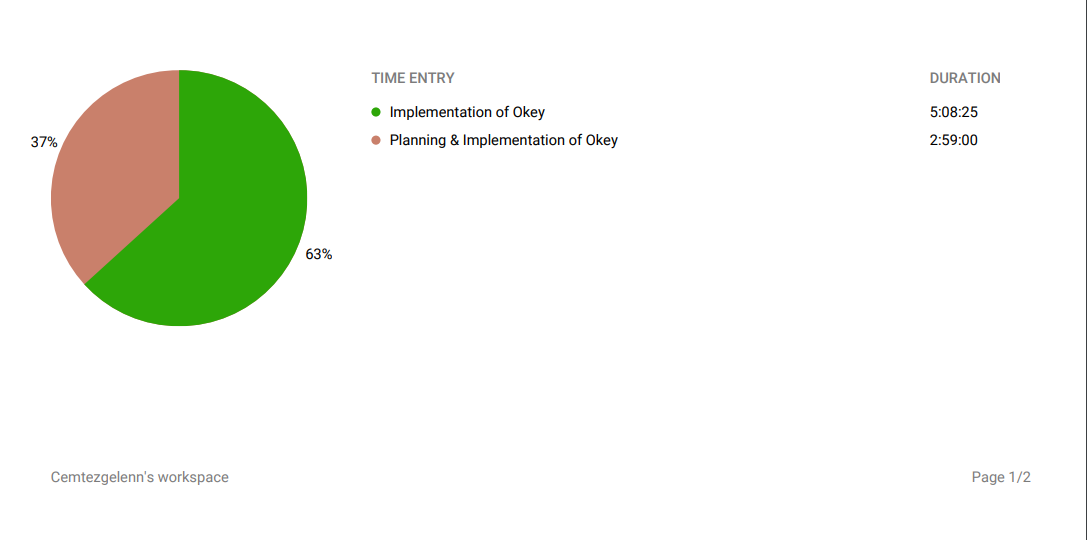 TIME ENTRY DURATION
Implementation of Okey 5:08:25
Planning & Implementation of Okey 2:59:00
37%
63%
Cemtezgelenn's workspace Page 1/2